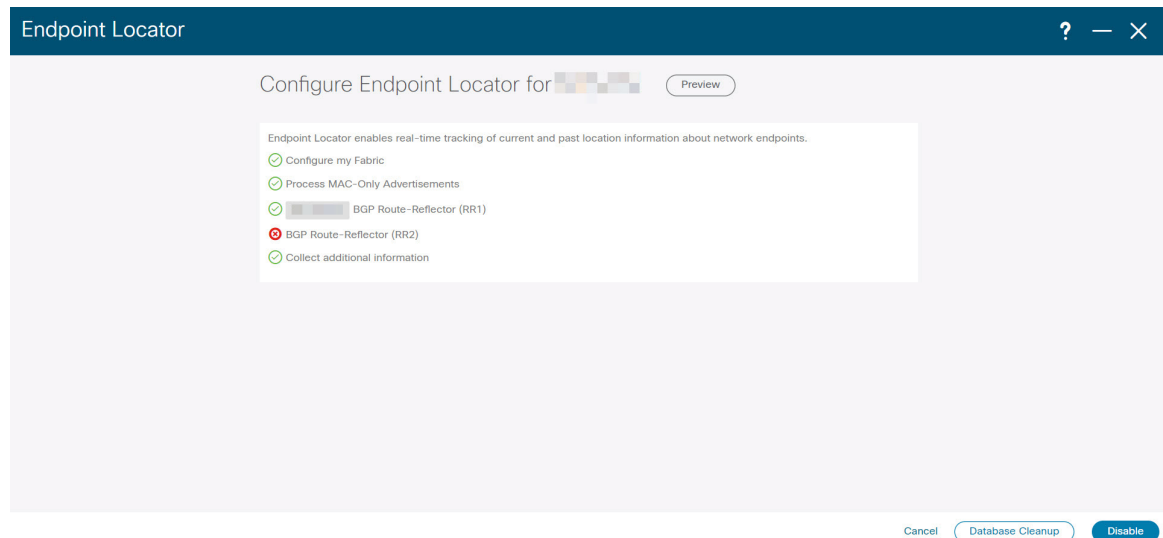 Endpoint Locator
?
Configure Endpoint Locator for
Preview
Endpoint Locator enables real-time tracking of current and past location information about network endpoints.
Configure my Fabric
Process MAC-Only Advertisements
BGP Route-Reflector (RR1)
BGP Route-Reflector (RR2)
Collect additional information
Cancel Database Cleanup Disable